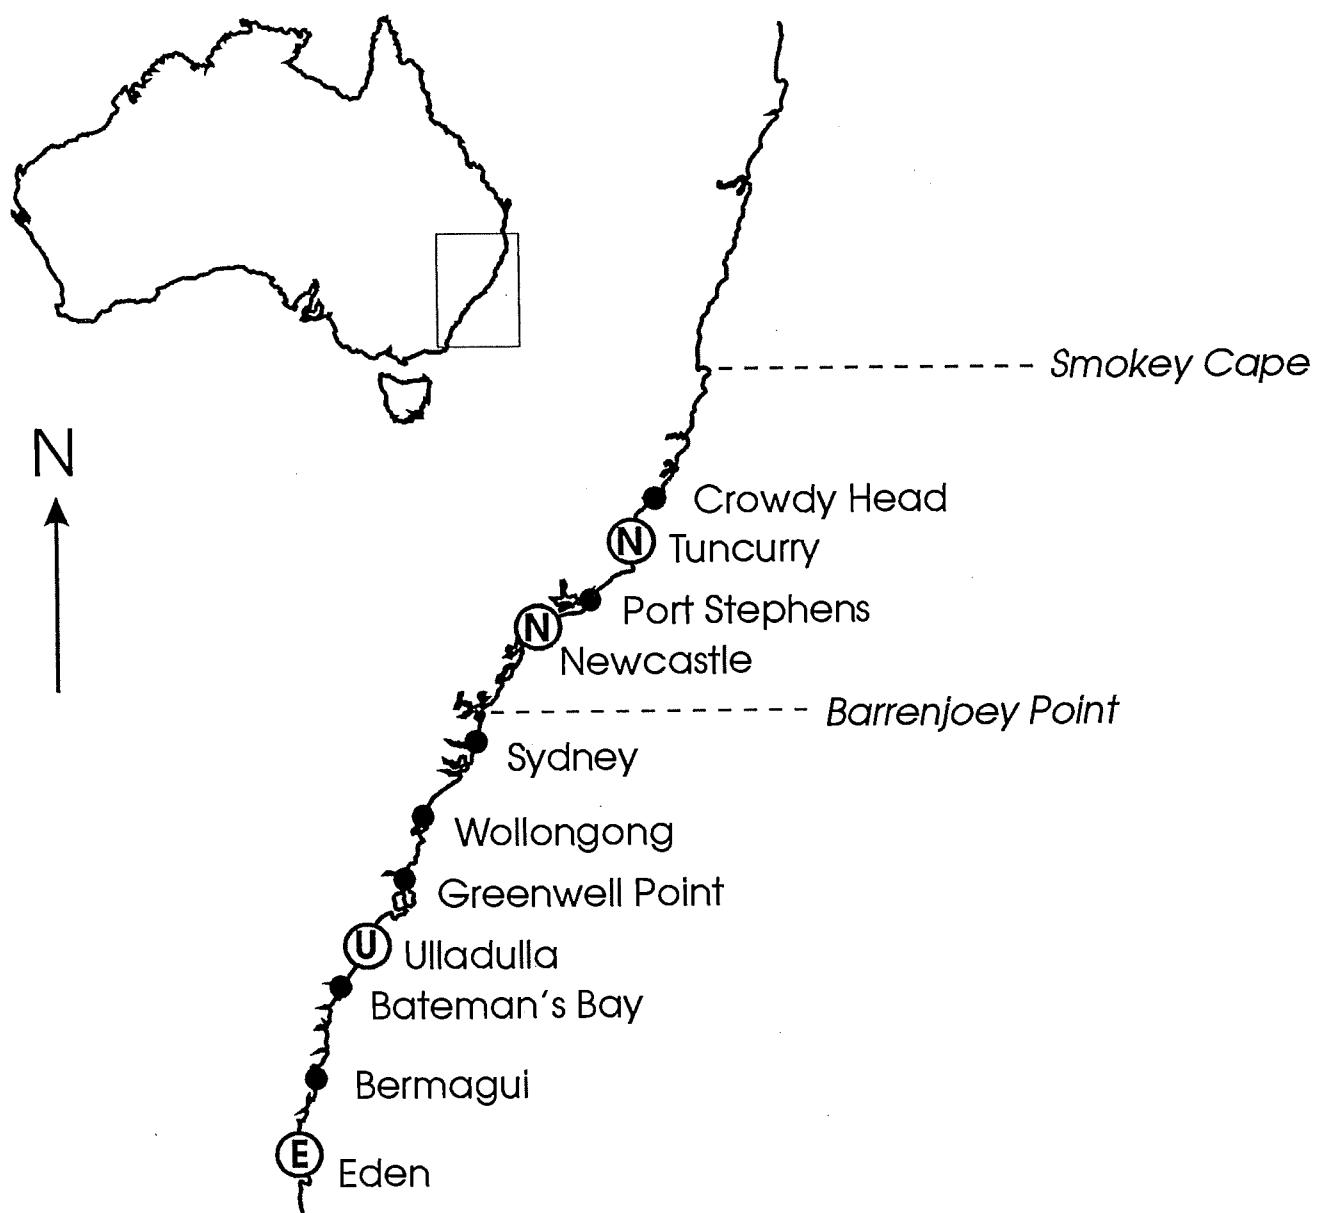 N
Smokey Cape
Crowdy Head
N
Tuncurry
Port Stephens
N
Newcastle
Barrenjoey Point
Sydney
Wollongong
Greenwell Point
U
Ulladulla
Bateman's Bay
Bermagui
E
Eden